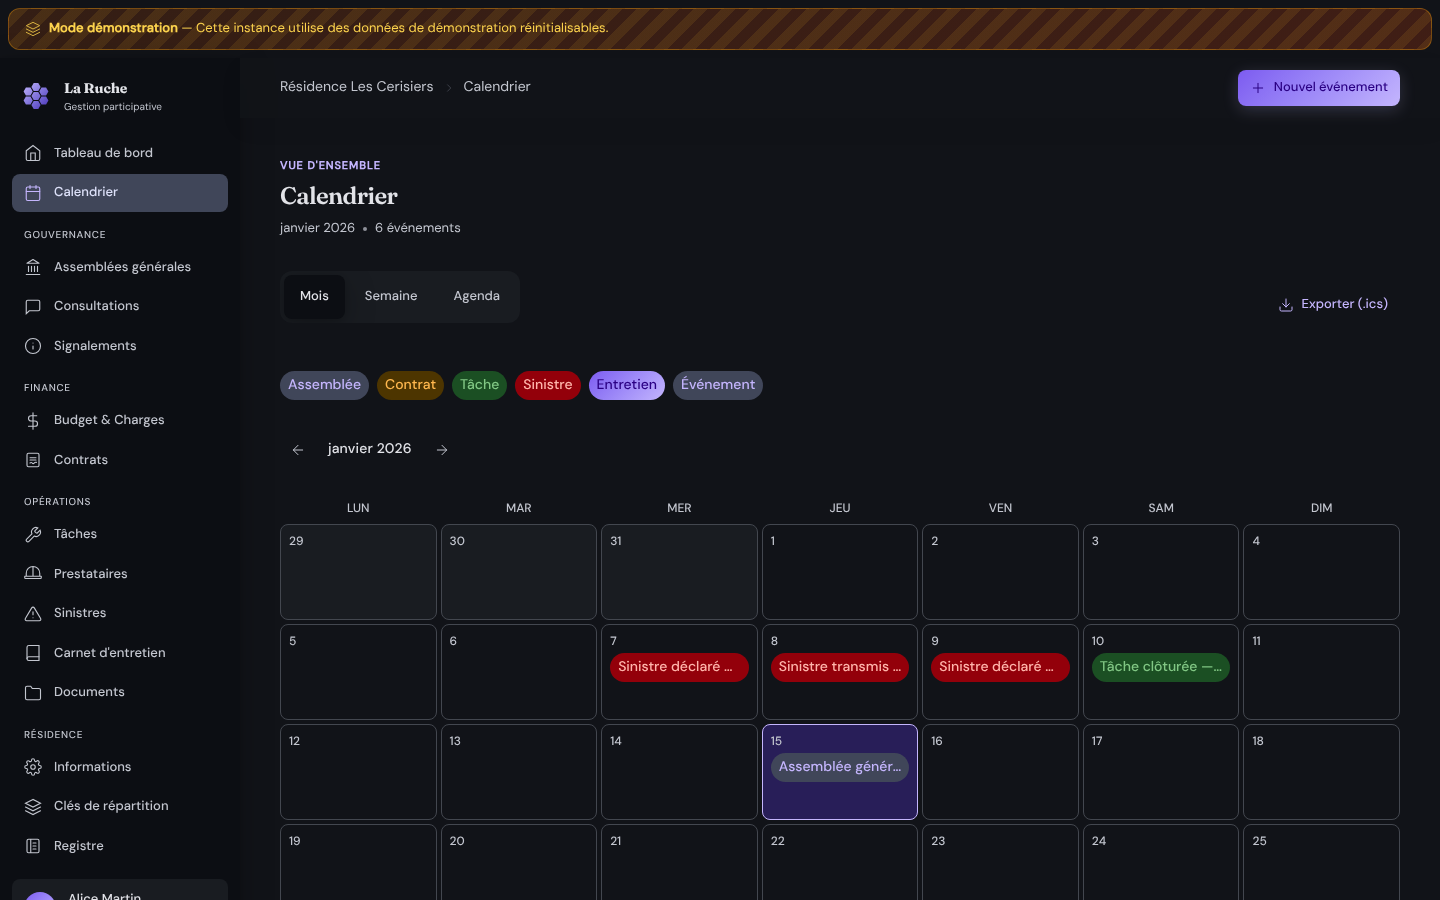 Mode démonstration — Cette instance utilise des données de démonstration réinitialisables.
La Ruche
Gestion participative
Tableau de bord
Calendrier
GOUVERNANCE
Assemblées générales
Consultations
Signalements
FINANCE
Budget & Charges
Contrats
OPÉRATIONS
Tâches
Prestataires
Sinistres
Carnet d'entretien
Documents
RÉSIDENCE
Informations
Clés de répartition
Registre
Alice Martin
Résidence Les Cerisiers > Calendrier
Nouvel événement
VUE D'ENSEMBLE
Calendrier
janvier 2026 • 6 événements
Mois Semaine Agenda
Exporter (.ics)
Assemblée Contrat Tâche Sinistre Entretien Événement
janvier 2026
LUN MAR MER JEU VEN SAM DIM
29 30 31 1 2 3 4
5 6 7 8 9 10 11
Sinistre déclaré ... Sinistre transmis ... Sinistre déclaré ... Tâche clôturée —...
12 13 14 15 16 17 18
Assemblée génér...
19 20 21 22 23 24 25